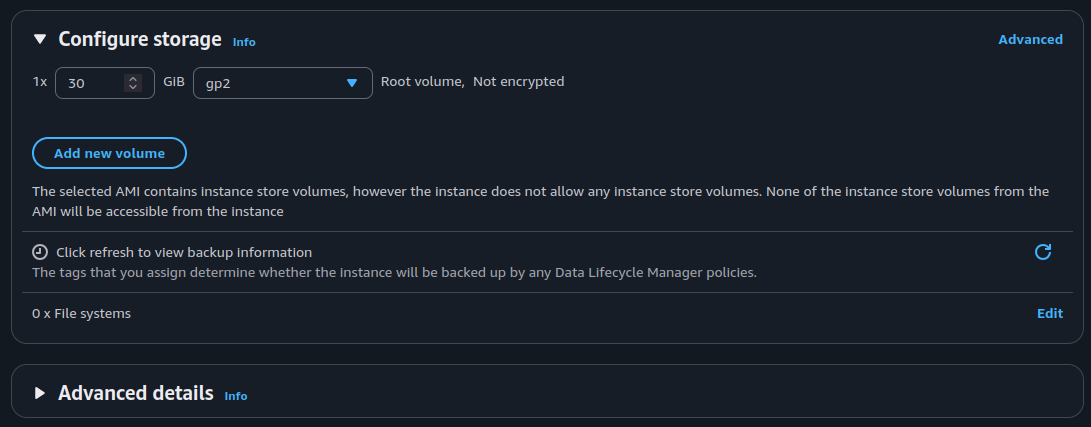 Configure storage Info Advanced
1x 30 GiB gp2 Root volume, Not encrypted
Add new volume
The selected AMI contains instance store volumes, however the instance does not allow any instance store volumes. None of the instance store volumes from the
AMI will be accessible from the instance
Click refresh to view backup information
The tags that you assign determine whether the instance will be backed up by any Data Lifecycle Manager policies.
0 x File systems Edit
Advanced details Info